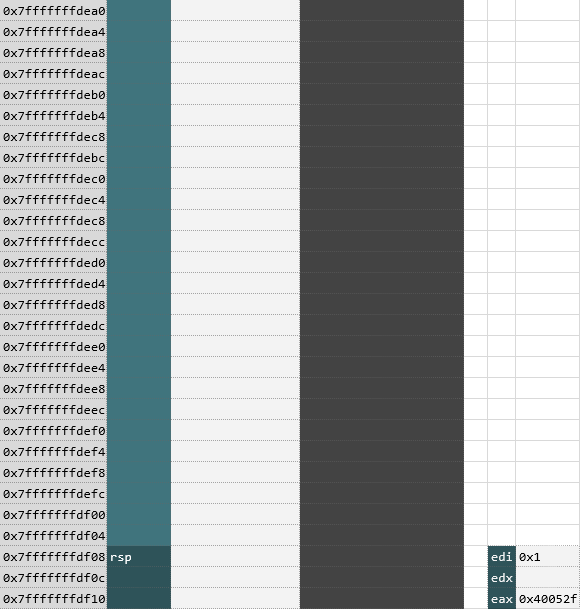 0x7fffffffdea0
0x7fffffffdea4
0x7fffffffdea8
0x7fffffffdeac
0x7fffffffdeb0
0x7fffffffdeb4
0x7fffffffdec8
0x7fffffffdebc
0x7fffffffdec0
0x7fffffffdec4
0x7fffffffdec8
0x7fffffffdecc
0x7fffffffded0
0x7fffffffded4
0x7fffffffded8
0x7fffffffdedc
0x7fffffffdee0
0x7fffffffdee4
0x7fffffffdee8
0x7fffffffdeec
0x7fffffffdef0
0x7fffffffdef4
0x7fffffffdef8
0x7fffffffdefc
0x7fffffffdf00
0x7fffffffdf04
0x7fffffffdf08 rsp edi 0x1
0x7fffffffdf0c edx
0x7fffffffdf10 eax 0x40052f